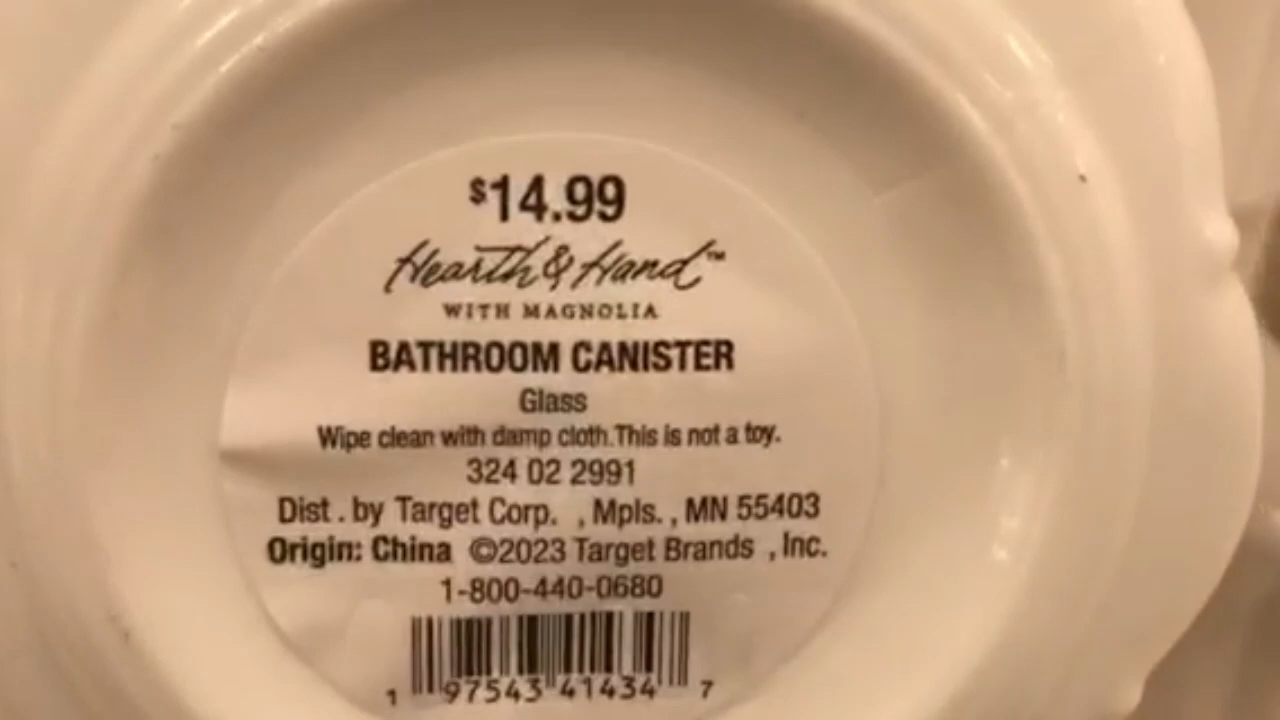 $14.99
Hearth & Hand™
WITH MAGNOLIA
BATHROOM CANISTER
Glass
Wipe clean with damp cloth.This is not a toy.
324 02 2991
Dist . by Target Corp. , Mpls. , MN 55403
Origin: China ©2023 Target Brands , Inc.
1-800-440-0680
1 97543 41434 7